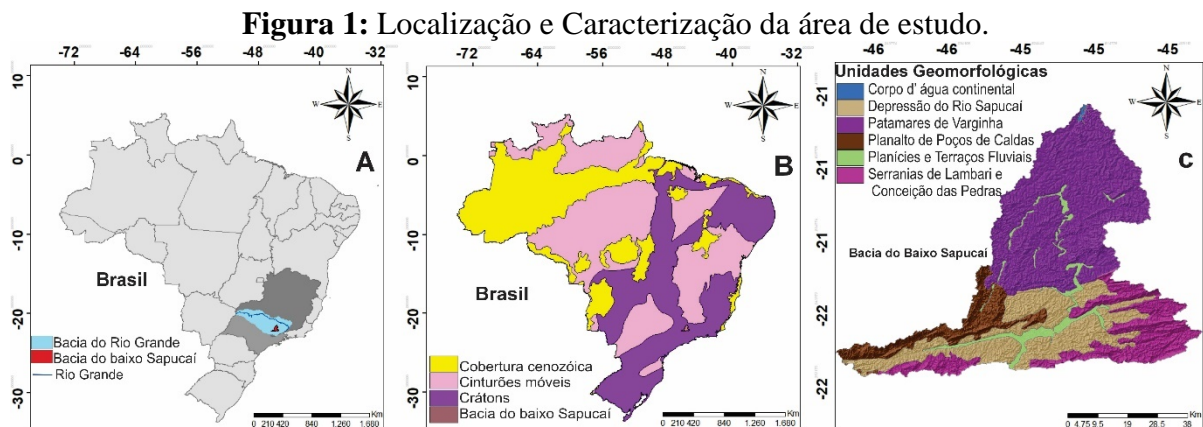 Figura 1: Localização e Caracterização da área de estudo.
-72 -64 -56 -48 -40 -32
10
0
-10
-20
-30
N
W E
S
A
Brasil
Bacia do Rio Grande
Bacia do baixo Sapucaí
Rio Grande
Km
0 210 420 840 1.260 1.680
-72 -64 -56 -48 -40 -32
10
0
-10
-20
-30
N
W E
S
B
Brasil
Cobertura cenozóica
Cinturões móveis
Crátons
Bacia do baixo Sapucaí
Km
0 210 420 840 1.260 1.680
-46 -45 -45 -45
-21
-21
-21
-22
-22
Unidades Geomorfológicas
Corpo d' água continental
Depressão do Rio Sapucaí
Patamares de Varginha
Planalto de Poços de Caldas
Planícies e Terraços Fluviais
Serranias de Lambari e
Conceição das Pedras
N
W E
S
C
Bacia do Baixo Sapucaí
Km
0 4.75 9.5 19 28.5 38